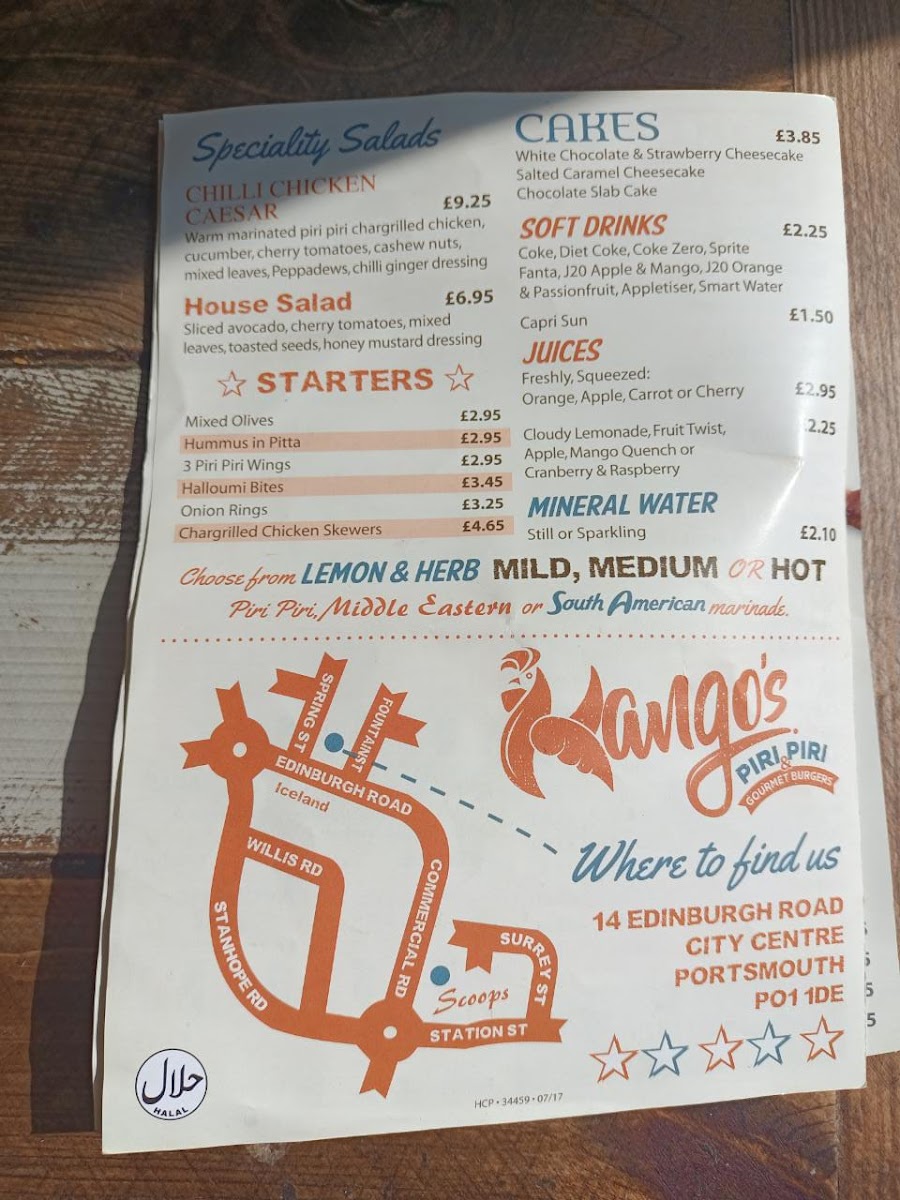 Speciality Salads
CHILLI CHICKEN
CAESAR £9.25
Warm marinated piri piri chargrilled chicken,
cucumber, cherry tomatoes, cashew nuts,
mixed leaves, Peppadews, chilli ginger dressing
House Salad £6.95
Sliced avocado, cherry tomatoes, mixed
leaves, toasted seeds, honey mustard dressing
STARTERS
Mixed Olives £2.95
Hummus in Pitta £2.95
3 Piri Piri Wings £2.95
Halloumi Bites £3.45
Onion Rings £3.25
Chargrilled Chicken Skewers £4.65
CAKES £3.85
White Chocolate & Strawberry Cheesecake
Salted Caramel Cheesecake
Chocolate Slab Cake
SOFT DRINKS £2.25
Coke, Diet Coke, Coke Zero, Sprite
Fanta, J20 Apple & Mango, J20 Orange
& Passionfruit, Appletiser, Smart Water
Capri Sun £1.50
JUICES
Freshly, Squeezed:
Orange, Apple, Carrot or Cherry £2.95
Cloudy Lemonade, Fruit Twist, £2.25
Apple, Mango Quench or
Cranberry & Raspberry
MINERAL WATER
Still or Sparkling £2.10
Choose from LEMON & HERB MILD, MEDIUM OR HOT
Piri Piri, Middle Eastern or South American marinade.
SPRING ST
FOUNTAIN ST
EDINBURGH ROAD
Iceland
WILLIS RD
STANHOPE RD
COMMERCIAL RD
SURREY ST
Scoops
STATION ST
Kango's
PIRI PIRI
&
GOURMET BURGERS
Where to find us
14 EDINBURGH ROAD
CITY CENTRE
PORTSMOUTH
PO1 1DE
حلال
HALAL
HCP • 34459 • 07/17
5
5